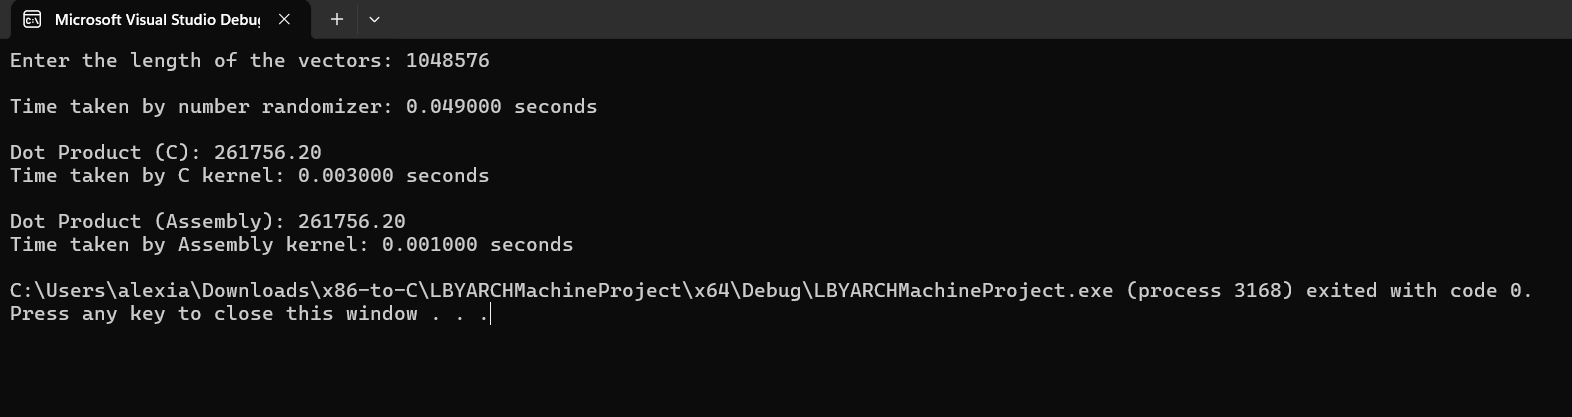 Microsoft Visual Studio Debug
Enter the length of the vectors: 1048576
Time taken by number randomizer: 0.049000 seconds
Dot Product (C): 261756.20
Time taken by C kernel: 0.003000 seconds
Dot Product (Assembly): 261756.20
Time taken by Assembly kernel: 0.001000 seconds
C:\Users\alexia\Downloads\x86-to-C\LBYARCHMachineProject\x64\Debug\LBYARCHMachineProject.exe (process 3168) exited with code 0.
Press any key to close this window . . .